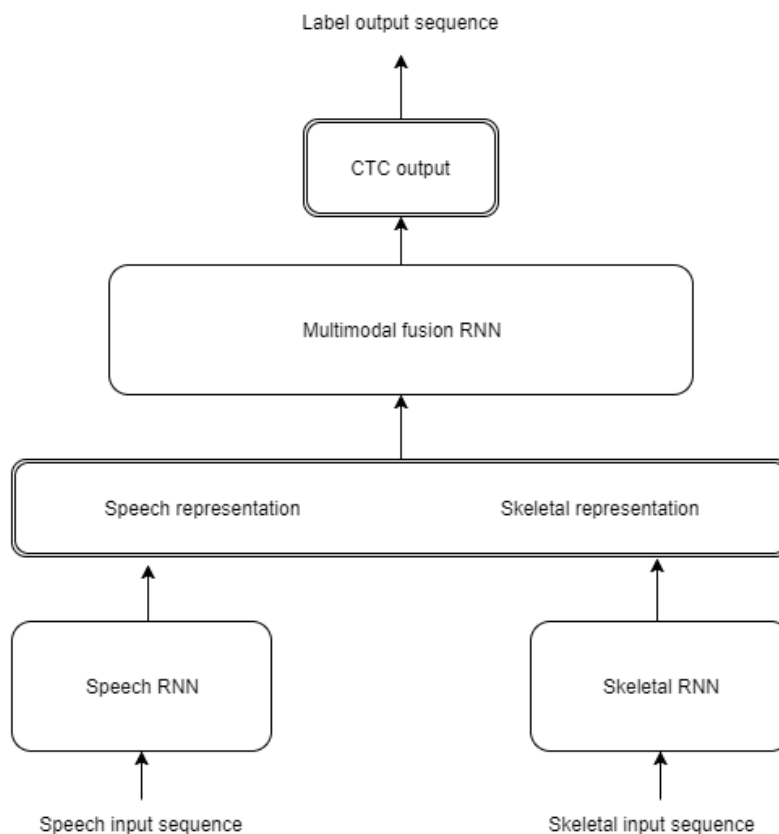 Label output sequence
CTC output
Multimodal fusion RNN
Speech representation
Skeletal representation
Speech RNN
Skeletal RNN
Speech input sequence
Skeletal input sequence